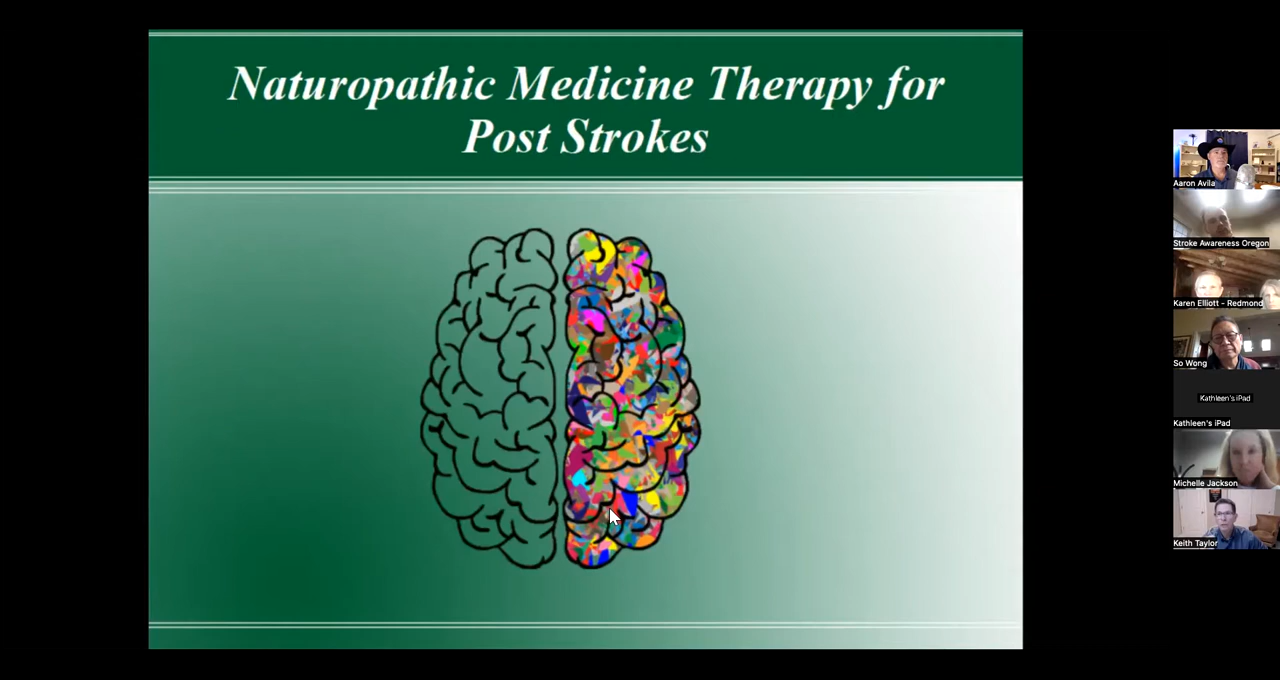 Naturopathic Medicine Therapy for
Post Strokes
Aaron Avila
Stroke Awareness Oregon
Karen Elliott - Redmond
So Wong
Kathleen's iPad
Kathleen's iPad
Michelle Jackson
Keith Taylor